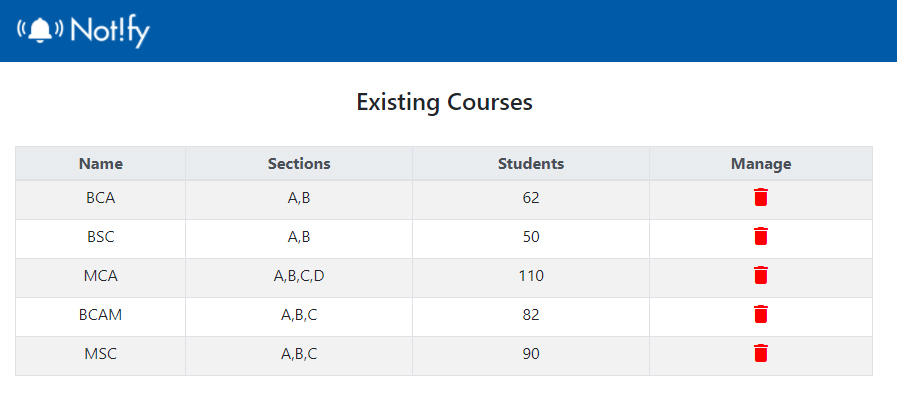 Not!fy
Existing Courses
Name Sections Students Manage
BCA A,B 62
BSC A,B 50
MCA A,B,C,D 110
BCAM A,B,C 82
MSC A,B,C 90